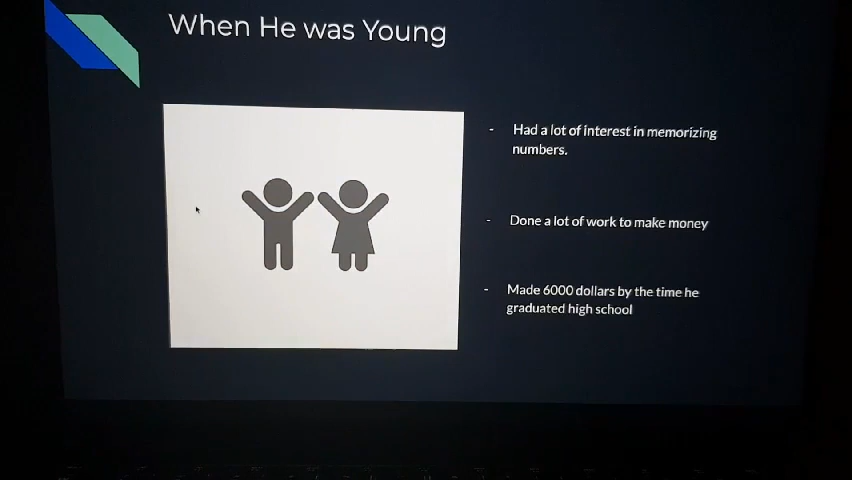 When He was Young
- Had a lot of interest in memorizing
numbers.
- Done a lot of work to make money
- Made 6000 dollars by the time he
graduated high school